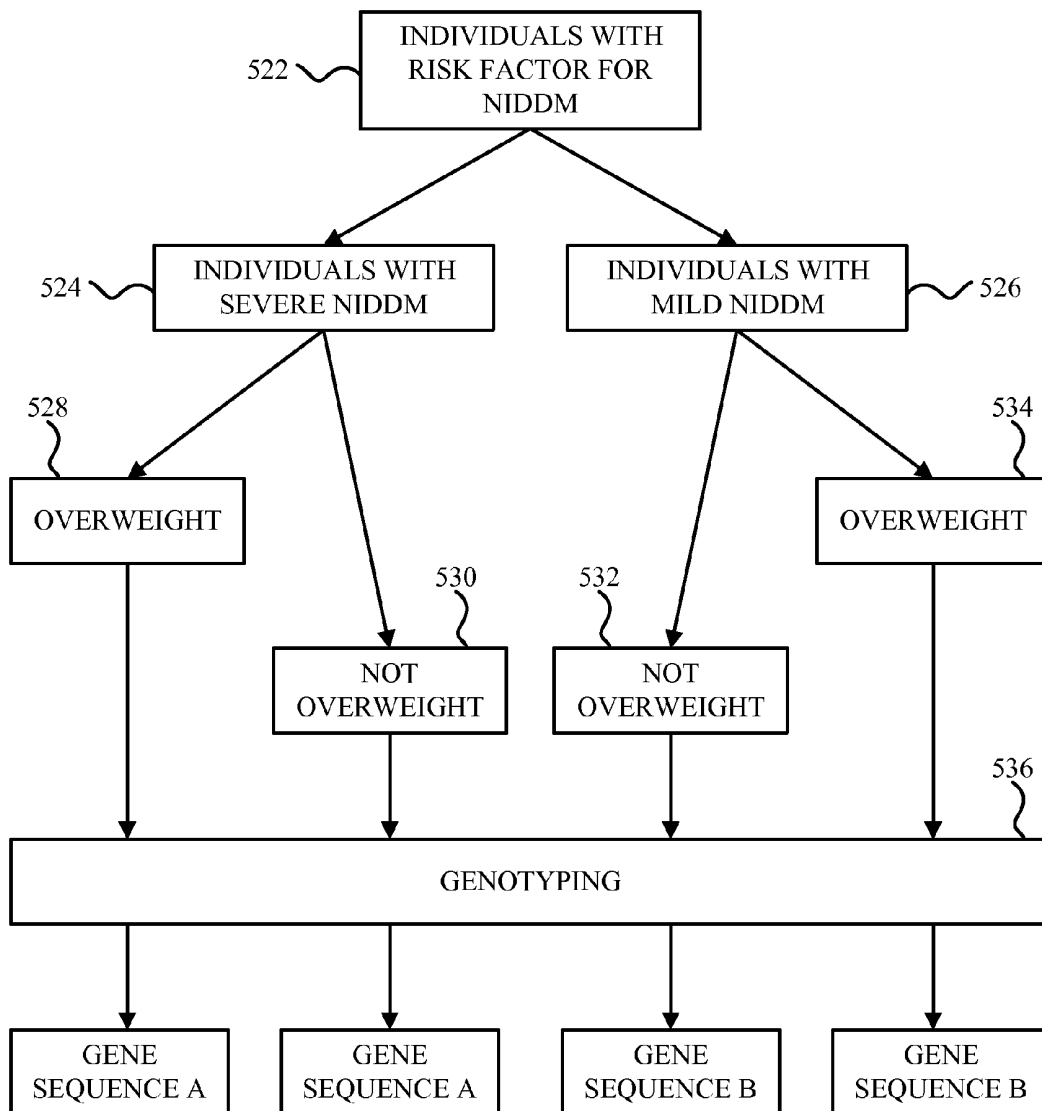 INDIVIDUALS WITH
RISK FACTOR FOR
NIDDM
522
INDIVIDUALS WITH
SEVERE NIDDM
524
INDIVIDUALS WITH
MILD NIDDM
526
528
OVERWEIGHT
534
OVERWEIGHT
530
NOT
OVERWEIGHT
532
NOT
OVERWEIGHT
536
GENOTYPING
GENE
SEQUENCE A
GENE
SEQUENCE A
GENE
SEQUENCE B
GENE
SEQUENCE B